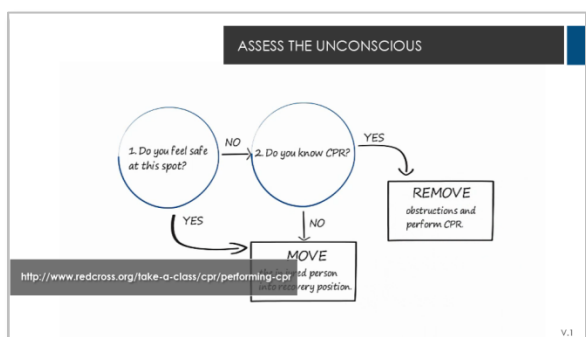 ASSESS THE UNCONSCIOUS
1. Do you feel safe
at this spot?
NO
2. Do you know CPR?
YES
REMOVE
obstructions and
perform CPR.
YES
NO
MOVE
person
into recovery position.
http://www.redcross.org/take-a-class/cpr/performing-cpr
V.1